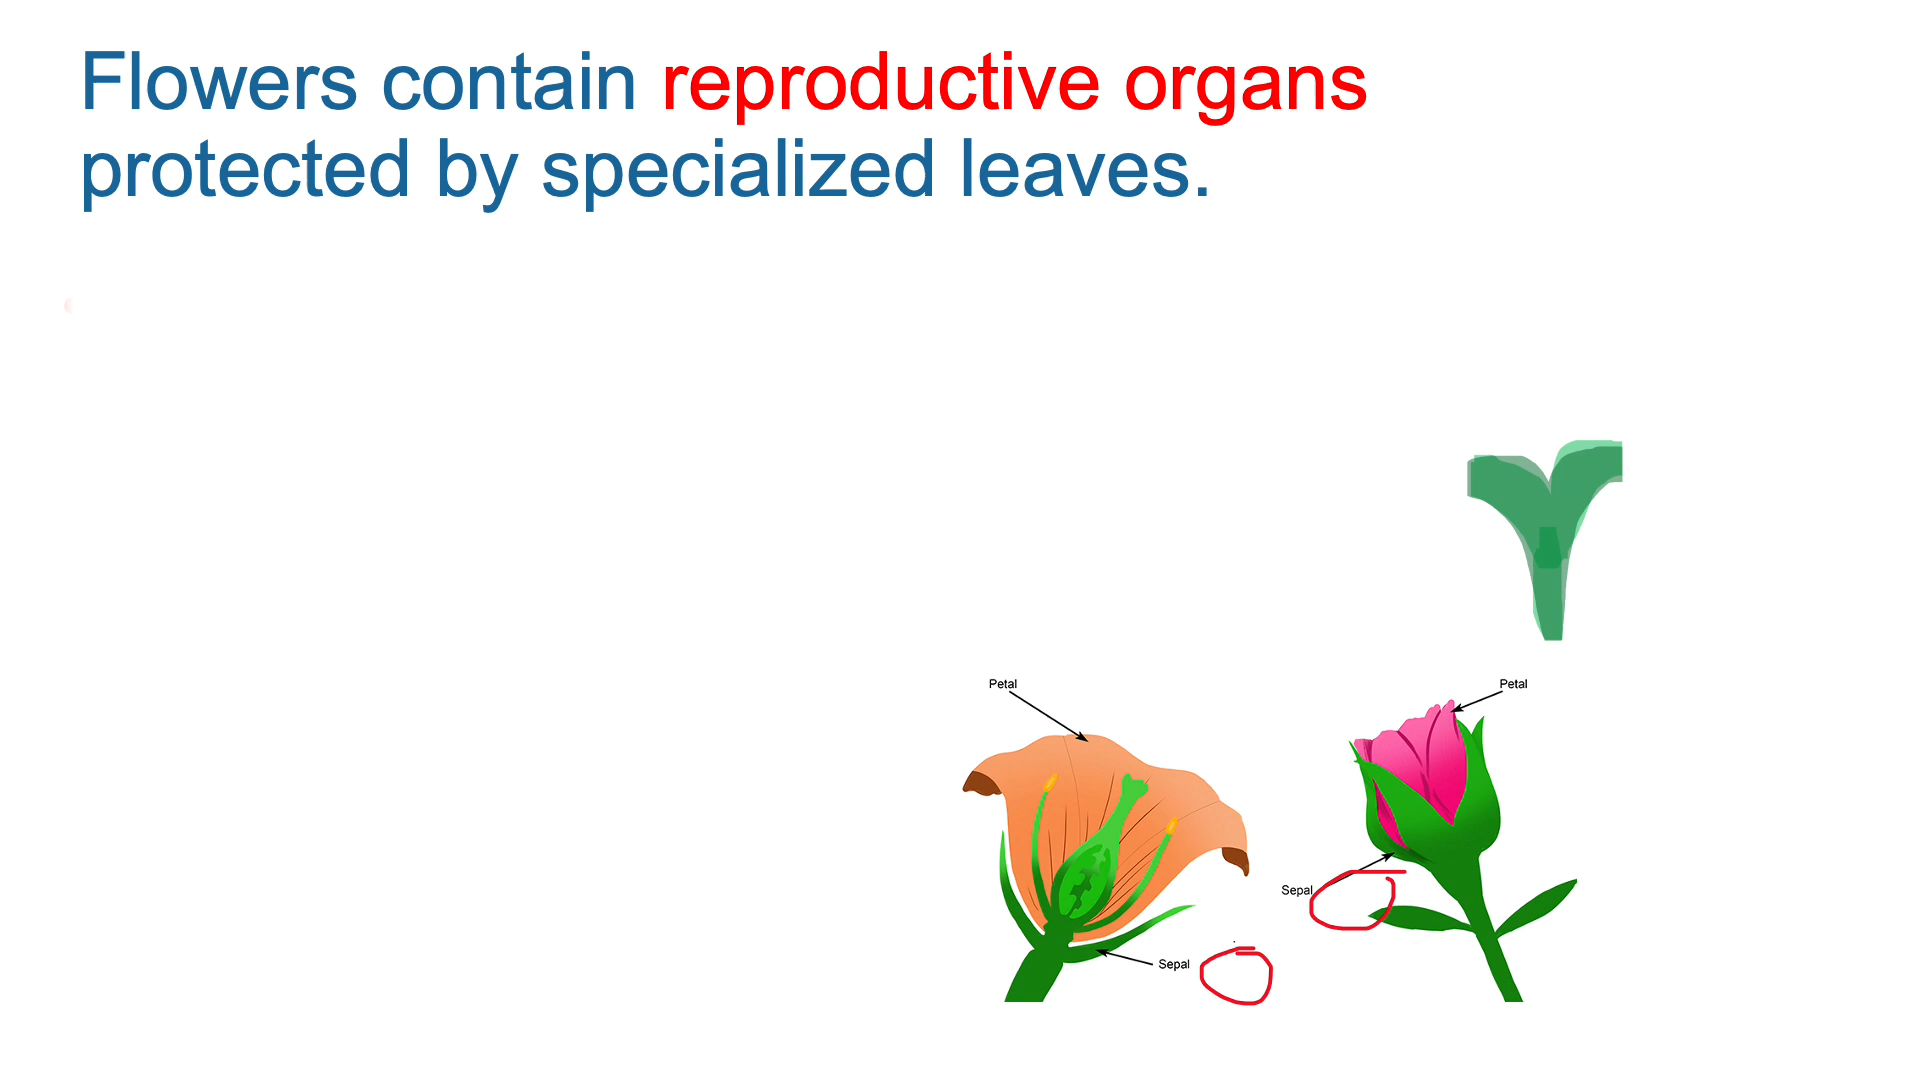 Flowers contain reproductive organs
protected by specialized leaves.
Petal
Petal
Sepal
Sepal